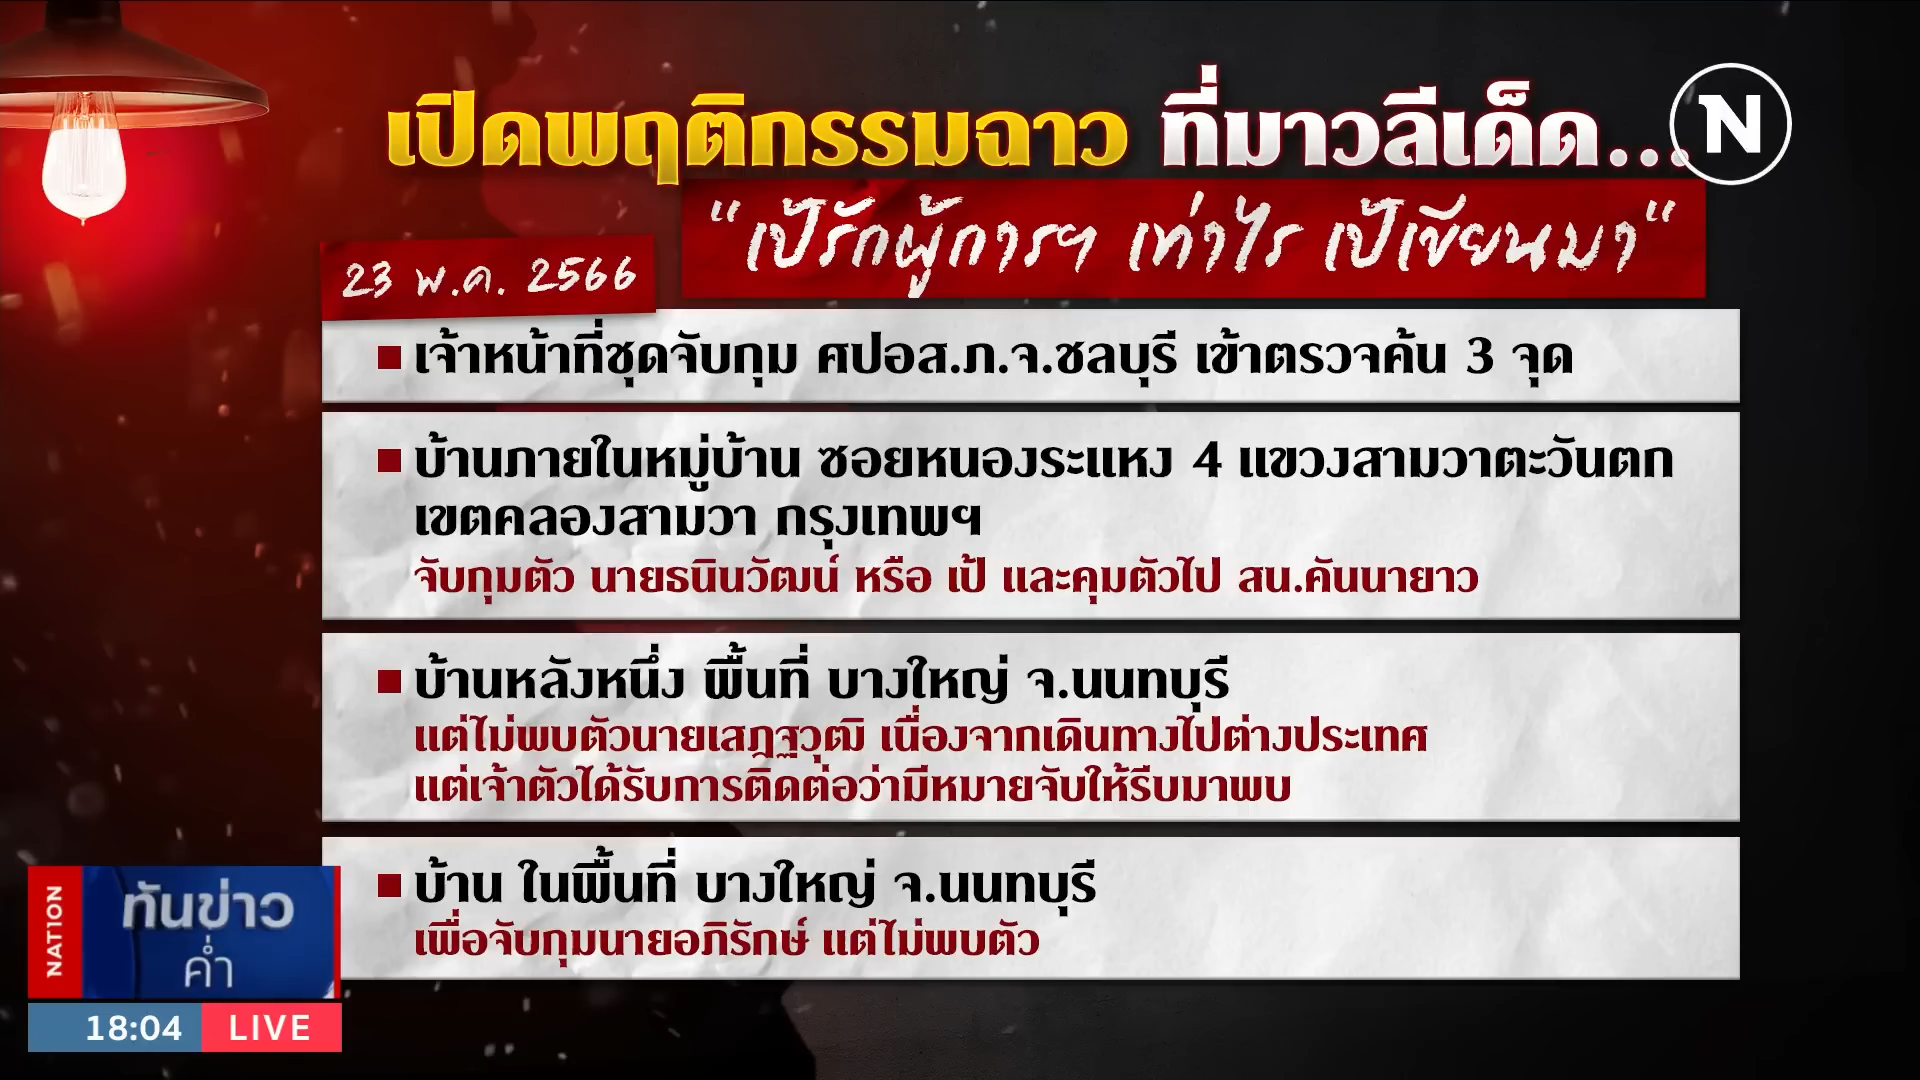 เปิดพฤติกรรมฉาว ที่มาวลีเด็ด...
N
"เป้รักผู้การฯ เท่าไร เป้เขียนมา"
23 พ.ค. 2566
เจ้าหน้าที่ชุดจับกุม ศปอส.ภ.จ.ชลบุรี เข้าตรวจค้น 3 จุด
บ้านภายในหมู่บ้าน ซอยหนองระแหง 4 แขวงสามวาตะวันตก
เขตคลองสามวา กรุงเทพฯ
จับกุมตัว นายธนินวัฒน์ หรือ เป้ และคุมตัวไป สน.คันนายาว
บ้านหลังหนึ่ง พื้นที่ บางใหญ่ จ.นนทบุรี
แต่ไม่พบตัวนายเสฎฐวุฒิ เนื่องจากเดินทางไปต่างประเทศ
แต่เจ้าตัวได้รับการติดต่อว่ามีหมายจับให้รีบมาพบ
บ้าน ในพื้นที่ บางใหญ่ จ.นนทบุรี
เพื่อจับกุมนายอภิรักษ์ แต่ไม่พบตัว
NATION
ทันข่าว
ค่ำ
18:04 LIVE